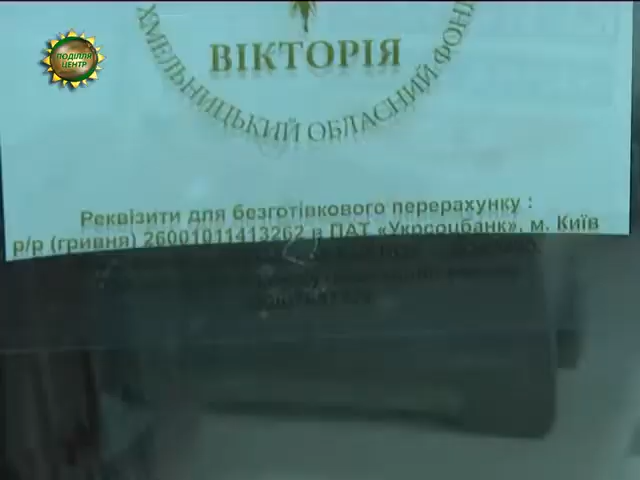 ПОДІЛЛЯ
ЦЕНТР
ВІКТОРІЯ
ХМЕЛЬНИЦЬКИЙ ОБЛАСНИЙ ФОНД
Реквізити для безготівкового перерахунку :
р/р (гривня) 26001011413262 в ПАТ «Укрсоцбанк», м. Київ